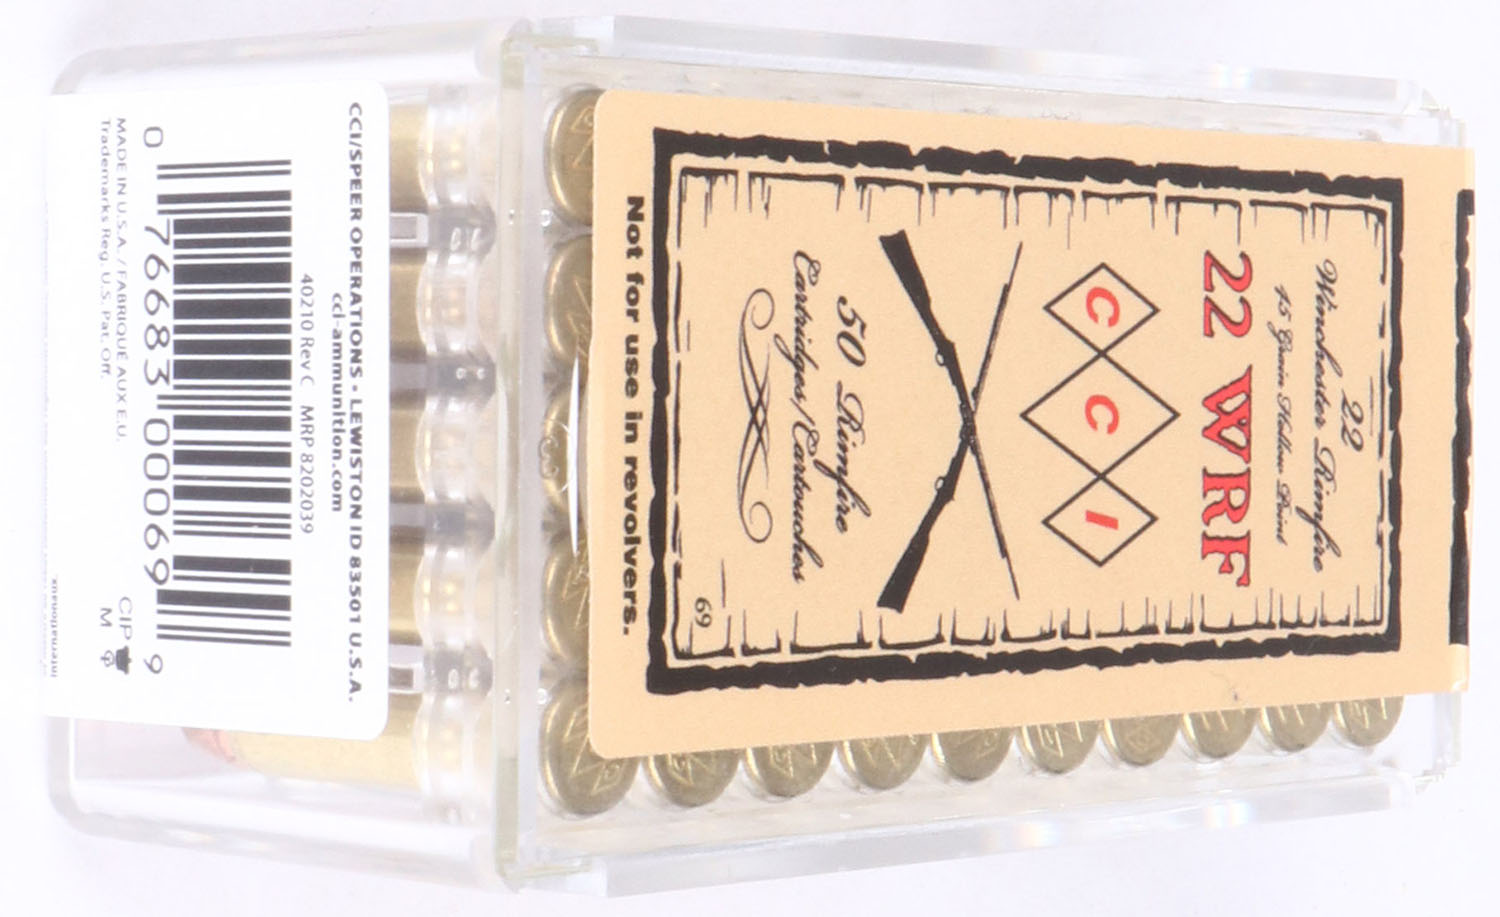 22
Winchester Rimfire
45 Grain Hollow Point
22 WRF
C C I
50 Rimfire
Cartridges/Cartouches
69
Not for use in revolvers.
CCI/SPEER OPERATIONS - LEWISTON ID 83501 U.S.A.
cci-ammunition.com
40210 Rev C MRP 8202039
0 76683 00069 9
MADE IN U.S.A. / FABRIQUÉ AUX E.U.
Trademarks Reg. U.S. Pat. Off.
CIP
M